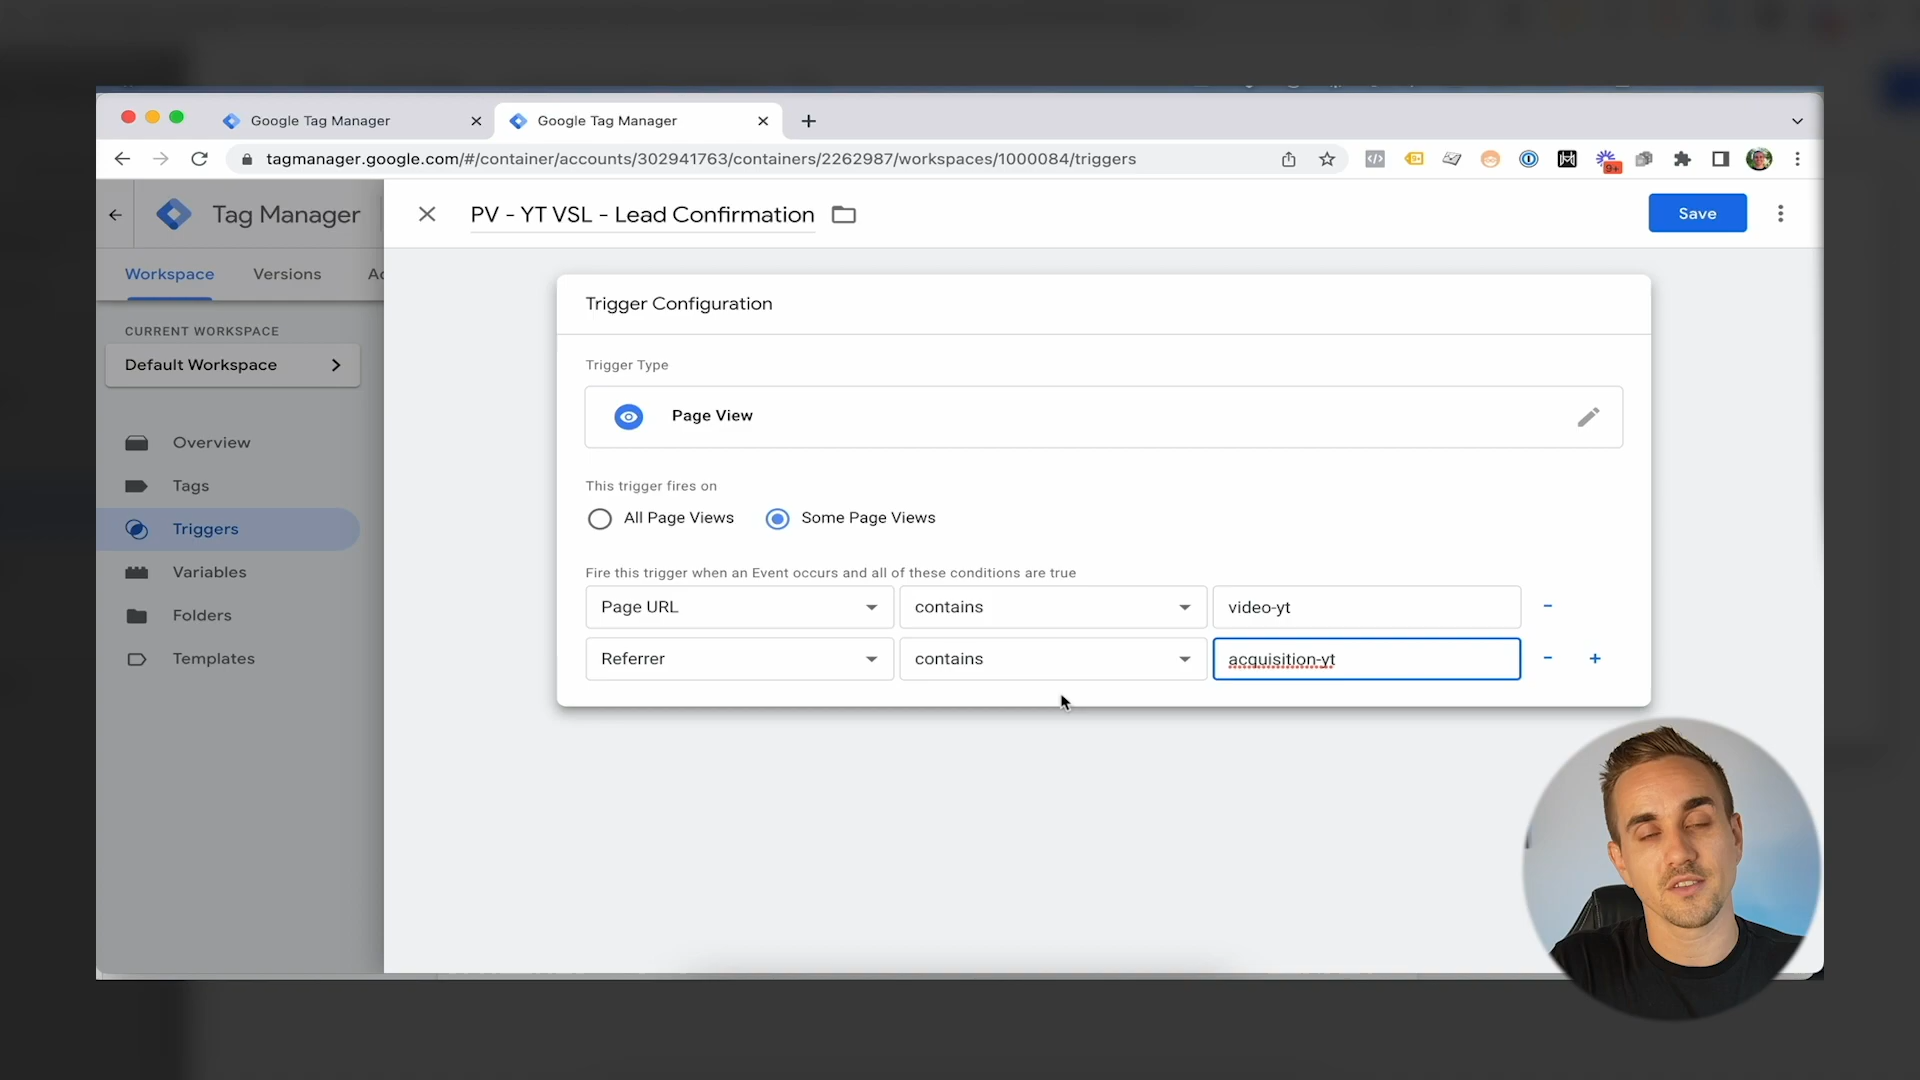 Google Tag Manager
Google Tag Manager
tagmanager.google.com/#/container/accounts/302941763/containers/2262987/workspaces/1000084/triggers
9+
Tag Manager
PV - YT VSL - Lead Confirmation
Save
Workspace
Versions
Ac
Trigger Configuration
CURRENT WORKSPACE
Default Workspace
Trigger Type
Page View
Overview
Tags
Triggers
Variables
Folders
Templates
This trigger fires on
All Page Views
Some Page Views
Fire this trigger when an Event occurs and all of these conditions are true
Page URL
contains
video-yt
Referrer
contains
acquisition-yt